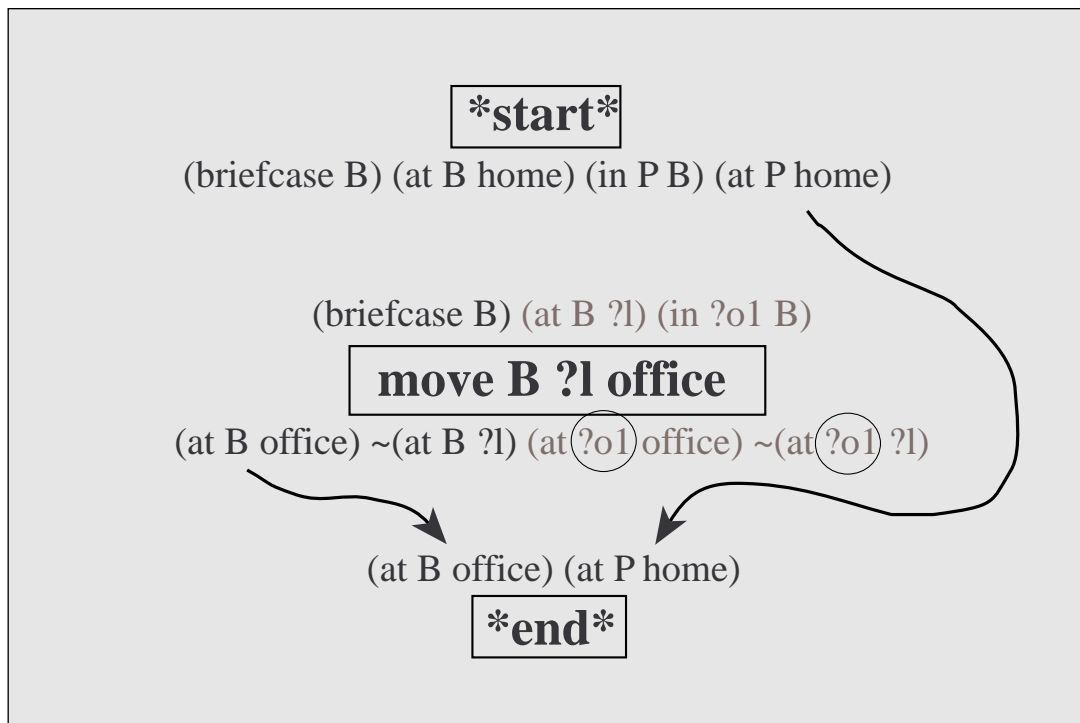 *start*
(briefcase B) (at B home) (in P B) (at P home)
(briefcase B) (at B ?l) (in ?o1 B)
move B ?l office
(at B office) ~(at B ?l) (at ?o1 office) ~(at ?o1 ?l)
(at B office) (at P home)
*end*